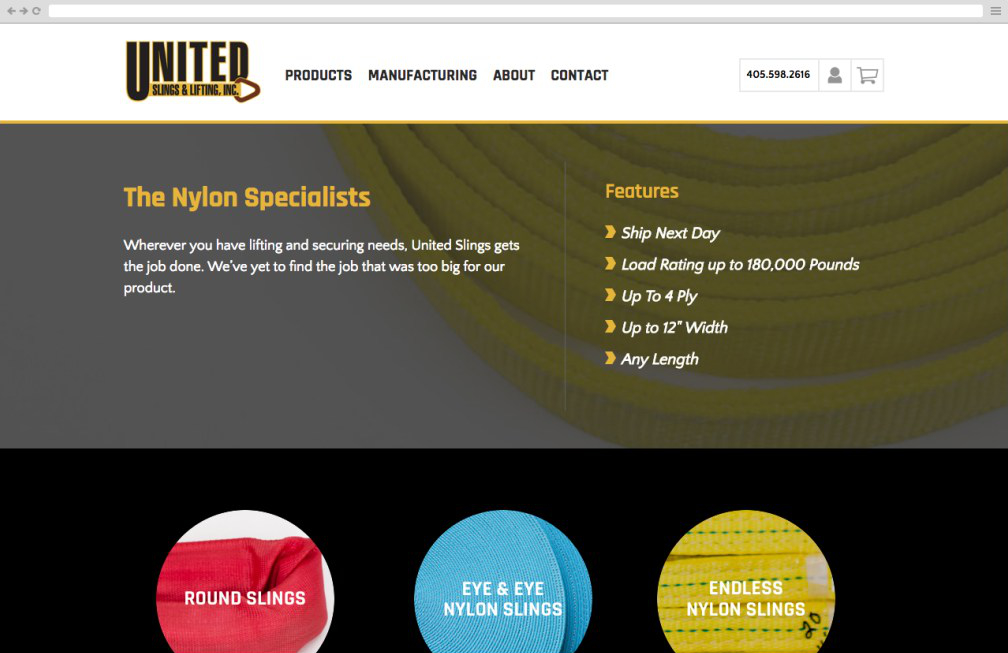 UNITED
SLINGS & LIFTING, INC.
PRODUCTS MANUFACTURING ABOUT CONTACT
405.598.2616
The Nylon Specialists
Wherever you have lifting and securing needs, United Slings gets
the job done. We've yet to find the job that was too big for our
product.
Features
Ship Next Day
Load Rating up to 180,000 Pounds
Up To 4 Ply
Up to 12" Width
Any Length
ROUND SLINGS
EYE & EYE
NYLON SLINGS
ENDLESS
NYLON SLINGS
20